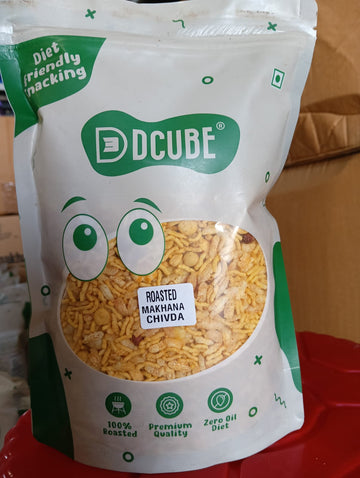 Diet
Friendly
Snacking
DCUBE®
ROASTED
MAKHANA
CHIVDA
100%
Roasted
Premium
Quality
Zero Oil
Diet